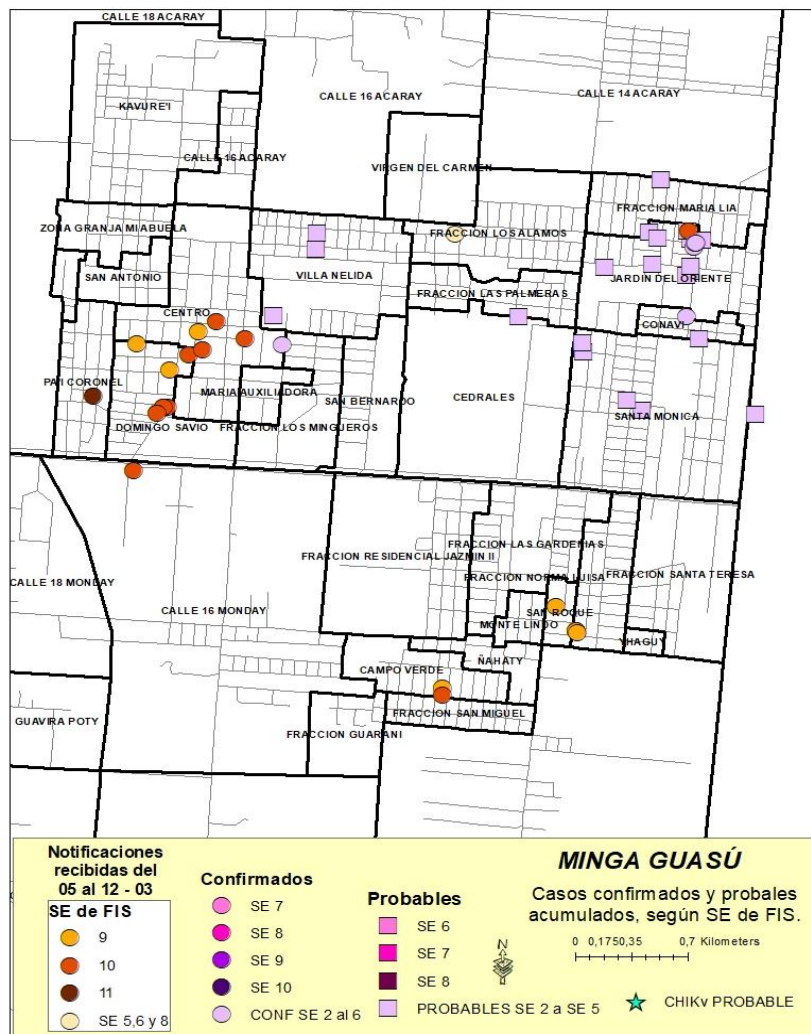 CALLE 18 ACARAY
KAVURE'I
CALLE 16 ACARAY
CALLE 14 ACARAY
CALLE 16 ACARAY
VIRGEN DEL CARMEN
FRACCION MARIA LIA
ZONA GRANJA MI ABUELA
FRACCION LOS ALAMOS
SAN ANTONIO
VILLA NELIDA
JARDIN DEL ORIENTE
FRACCION LAS PALMERAS
CENTRO
CONAVI
PA'I CORONEL
MARIA AUXILIADORA
SAN BERNARDO
CEDRALES
SANTA MONICA
DOMINGO SAVIO
FRACCION LOS MINGUEROS
FRACCION LAS GARDENIAS
FRACCION RESIDENCIAL JAZMIN II
FRACCION NORMA LUISA
FRACCION SANTA TERESA
CALLE 18 MONDAY
CALLE 16 MONDAY
SAN ROQUE
MONTE LINDO
YHAGUY
ÑAHATY
CAMPO VERDE
GUAVIRA POTY
FRACCION SAN MIGUEL
FRACCION GUARANI
Notificaciones
recibidas del
05 al 12 - 03
SE de FIS
9
10
11
SE 5,6 y 8
Confirmados
SE 7
SE 8
SE 9
SE 10
CONF SE 2 al 6
Probables
SE 6
SE 7
SE 8
PROBABLES SE 2 a SE 5
MINGA GUASÚ
Casos confirmados y probales
acumulados, según SE de FIS.
N
0 0,1750,35 0,7 Kilometers
CHIKv PROBABLE